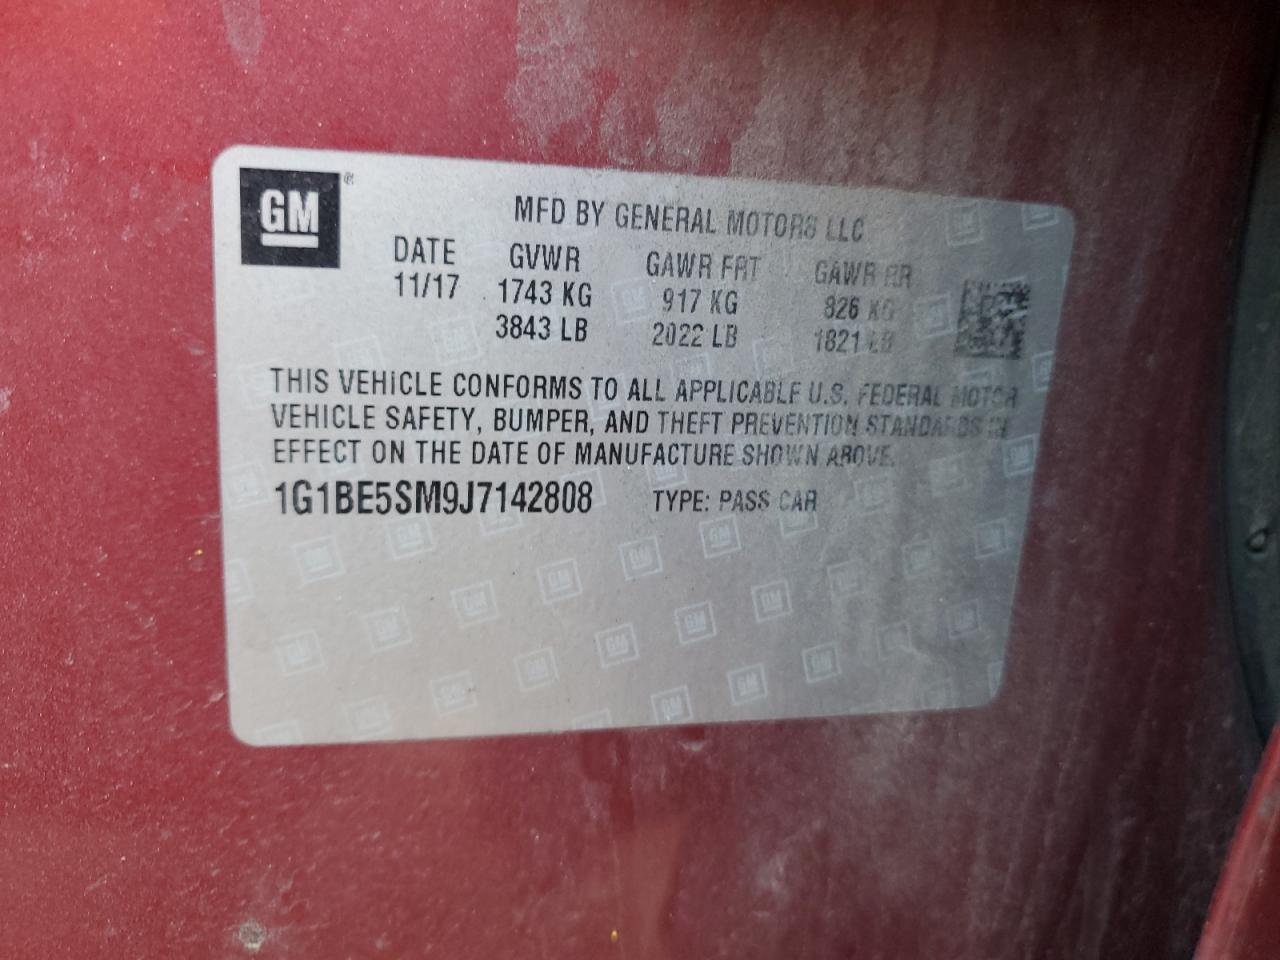 GM®
MFD BY GENERAL MOTORS LLC
DATE GVWR GAWR FRT GAWR RR
11/17 1743 KG 917 KG 826 KG
3843 LB 2022 LB 1821 LB
THIS VEHICLE CONFORMS TO ALL APPLICABLE U.S. FEDERAL MOTOR
VEHICLE SAFETY, BUMPER, AND THEFT PREVENTION STANDARDS IN
EFFECT ON THE DATE OF MANUFACTURE SHOWN ABOVE.
1G1BE5SM9J7142808 TYPE: PASS CAR